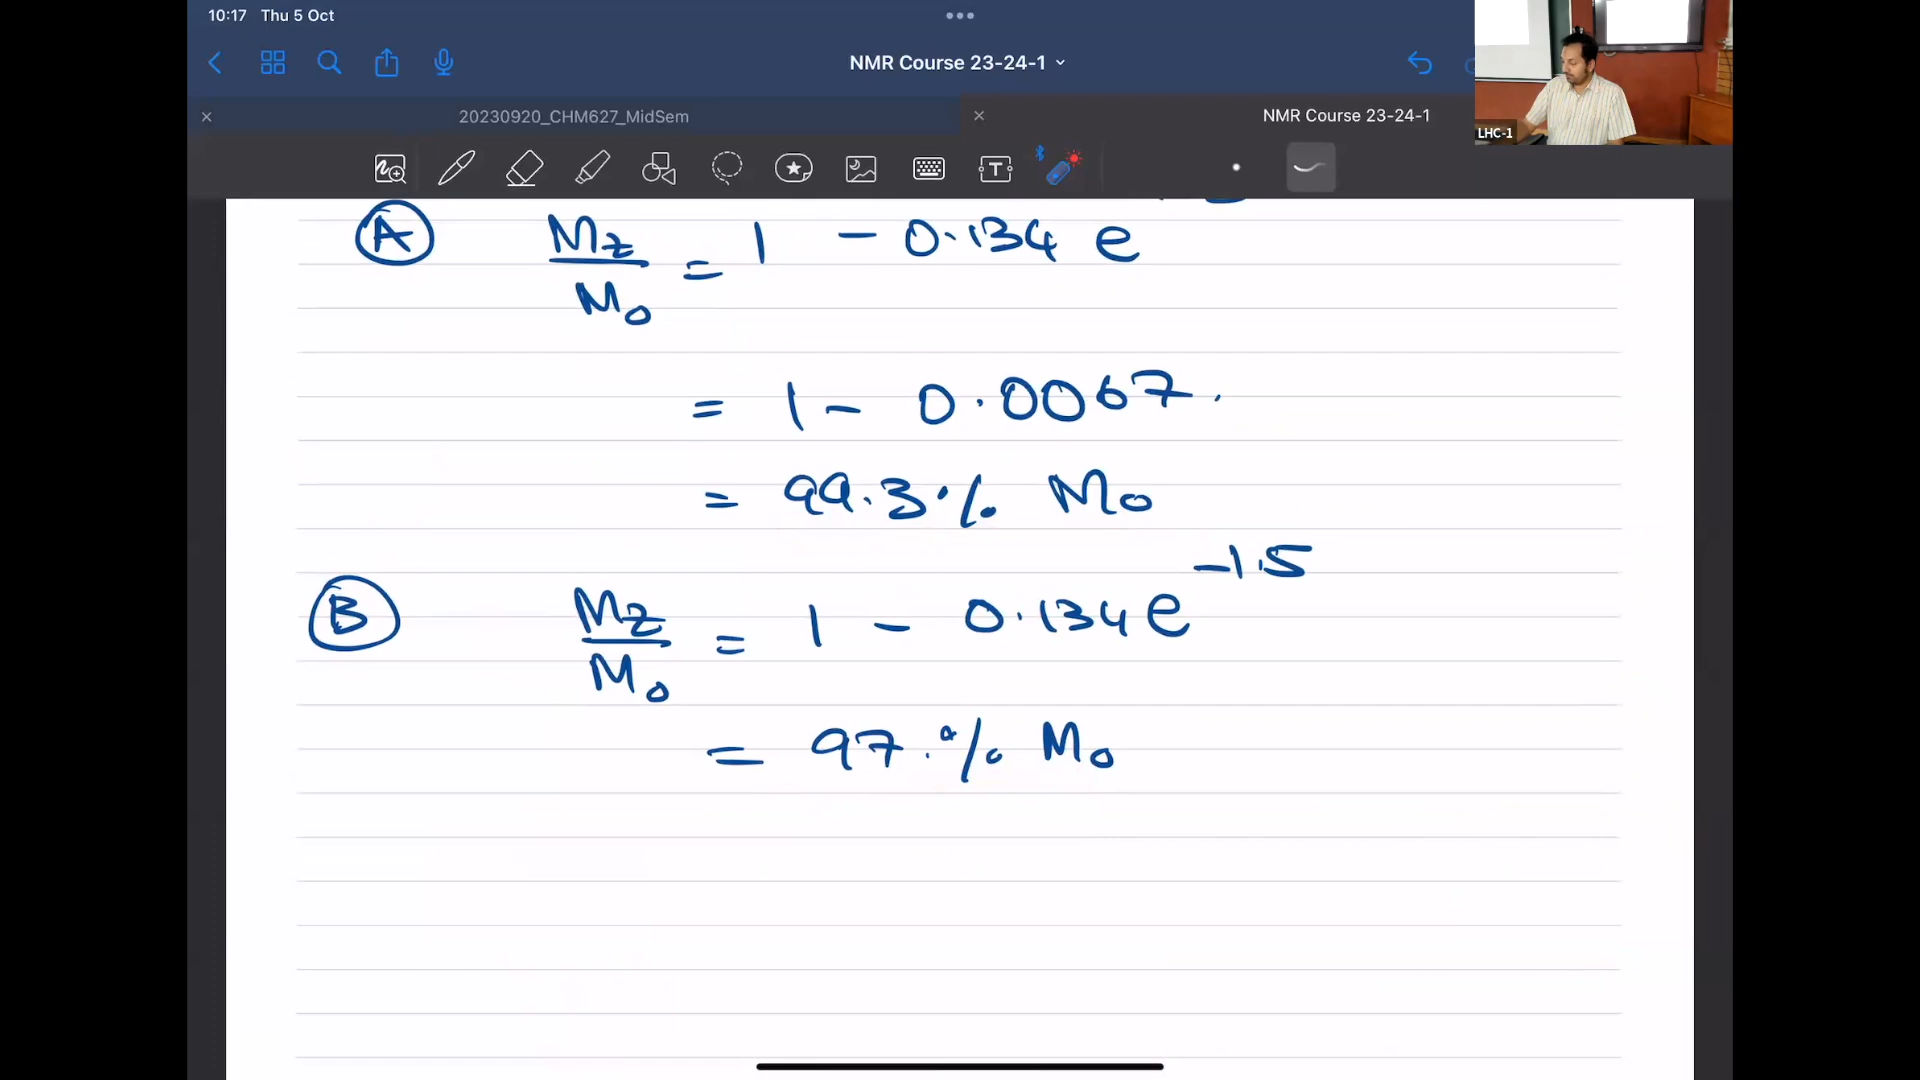 10:17 Thu 5 Oct
NMR Course 23-24-1
20230920_CHM627_MidSem
NMR Course 23-24-1
LHC-1
T
A Mz/Mo = 1 - 0.134 e
= 1 - 0.0067.
= 99.3 % Mo
B Mz/Mo = 1 - 0.134 e^-1.5
= 97.% Mo